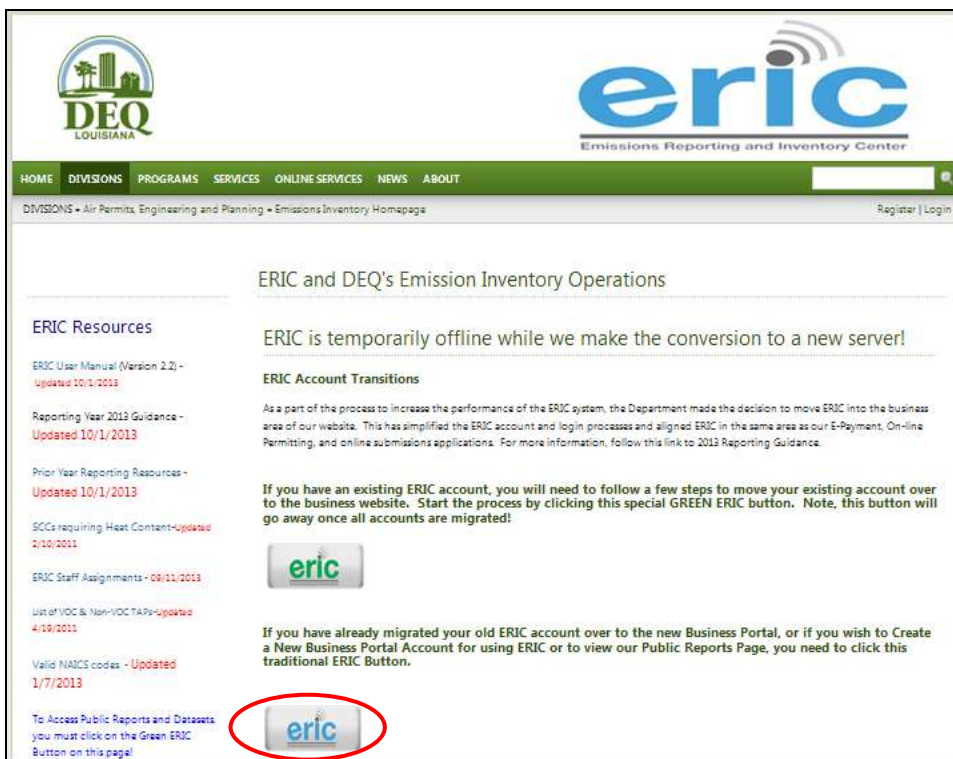 DEQ
LOUISIANA
eric
Emissions Reporting and Inventory Center
HOME DIVISIONS PROGRAMS SERVICES ONLINE SERVICES NEWS ABOUT
DIVISIONS • Air Permits, Engineering and Planning • Emissions Inventory Homepage
Register | Login
ERIC and DEQ's Emission Inventory Operations
ERIC Resources
ERIC User Manual (Version 2.2) -
Updated 10/1/2013
Reporting Year 2013 Guidance -
Updated 10/1/2013
Prior Year Reporting Resources -
Updated 10/1/2013
SCCs requiring Heat Content-Updated
2/10/2011
ERIC Staff Assignments - 09/11/2013
List of VOC & Non-VOC TAPs-Updated
4/19/2011
Valid NAICS codes - Updated
1/7/2013
To Access Public Reports and Datasets
you must click on the Green ERIC
Button on this page!
ERIC is temporarily offline while we make the conversion to a new server!
ERIC Account Transitions
As a part of the process to increase the performance of the ERIC system, the Department made the decision to move ERIC into the business
area of our website. This has simplified the ERIC account and login processes and aligned ERIC in the same area as our E-Payment, On-line
Permitting, and online submissions applications. For more information, follow this link to 2013 Reporting Guidance.
If you have an existing ERIC account, you will need to follow a few steps to move your existing account over
to the business website. Start the process by clicking this special GREEN ERIC button. Note, this button will
go away once all accounts are migrated!
eric
If you have already migrated your old ERIC account over to the new Business Portal, or if you wish to Create
a New Business Portal Account for using ERIC or to view our Public Reports Page, you need to click this
traditional ERIC Button.
eric